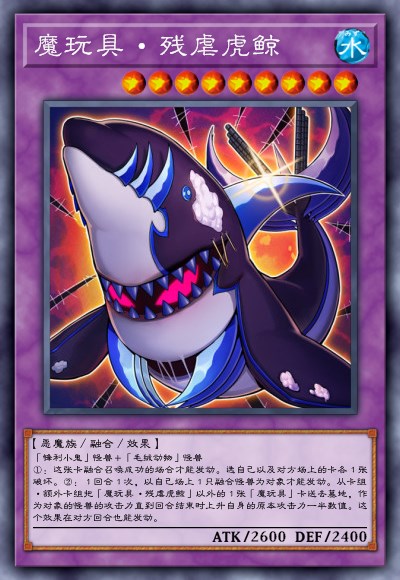 魔玩具・残虐虎鲸
水
【恶魔族／融合／效果】
「锋利小鬼」怪兽＋「毛绒动物」怪兽
①：这张卡融合召唤成功的场合才能发动。选自己以及对方场上的卡各1张
破坏。②：1回合1次，以自己场上1只融合怪兽为对象才能发动。从卡组
・额外卡组把「魔玩具・残虐虎鲸」以外的1张「魔玩具」卡送去墓地，作
为对象的怪兽的攻击力直到回合结束时上升自身的原本攻击力一半数值。这
个效果在对方回合也能发动。
ATK/2600 DEF/2400